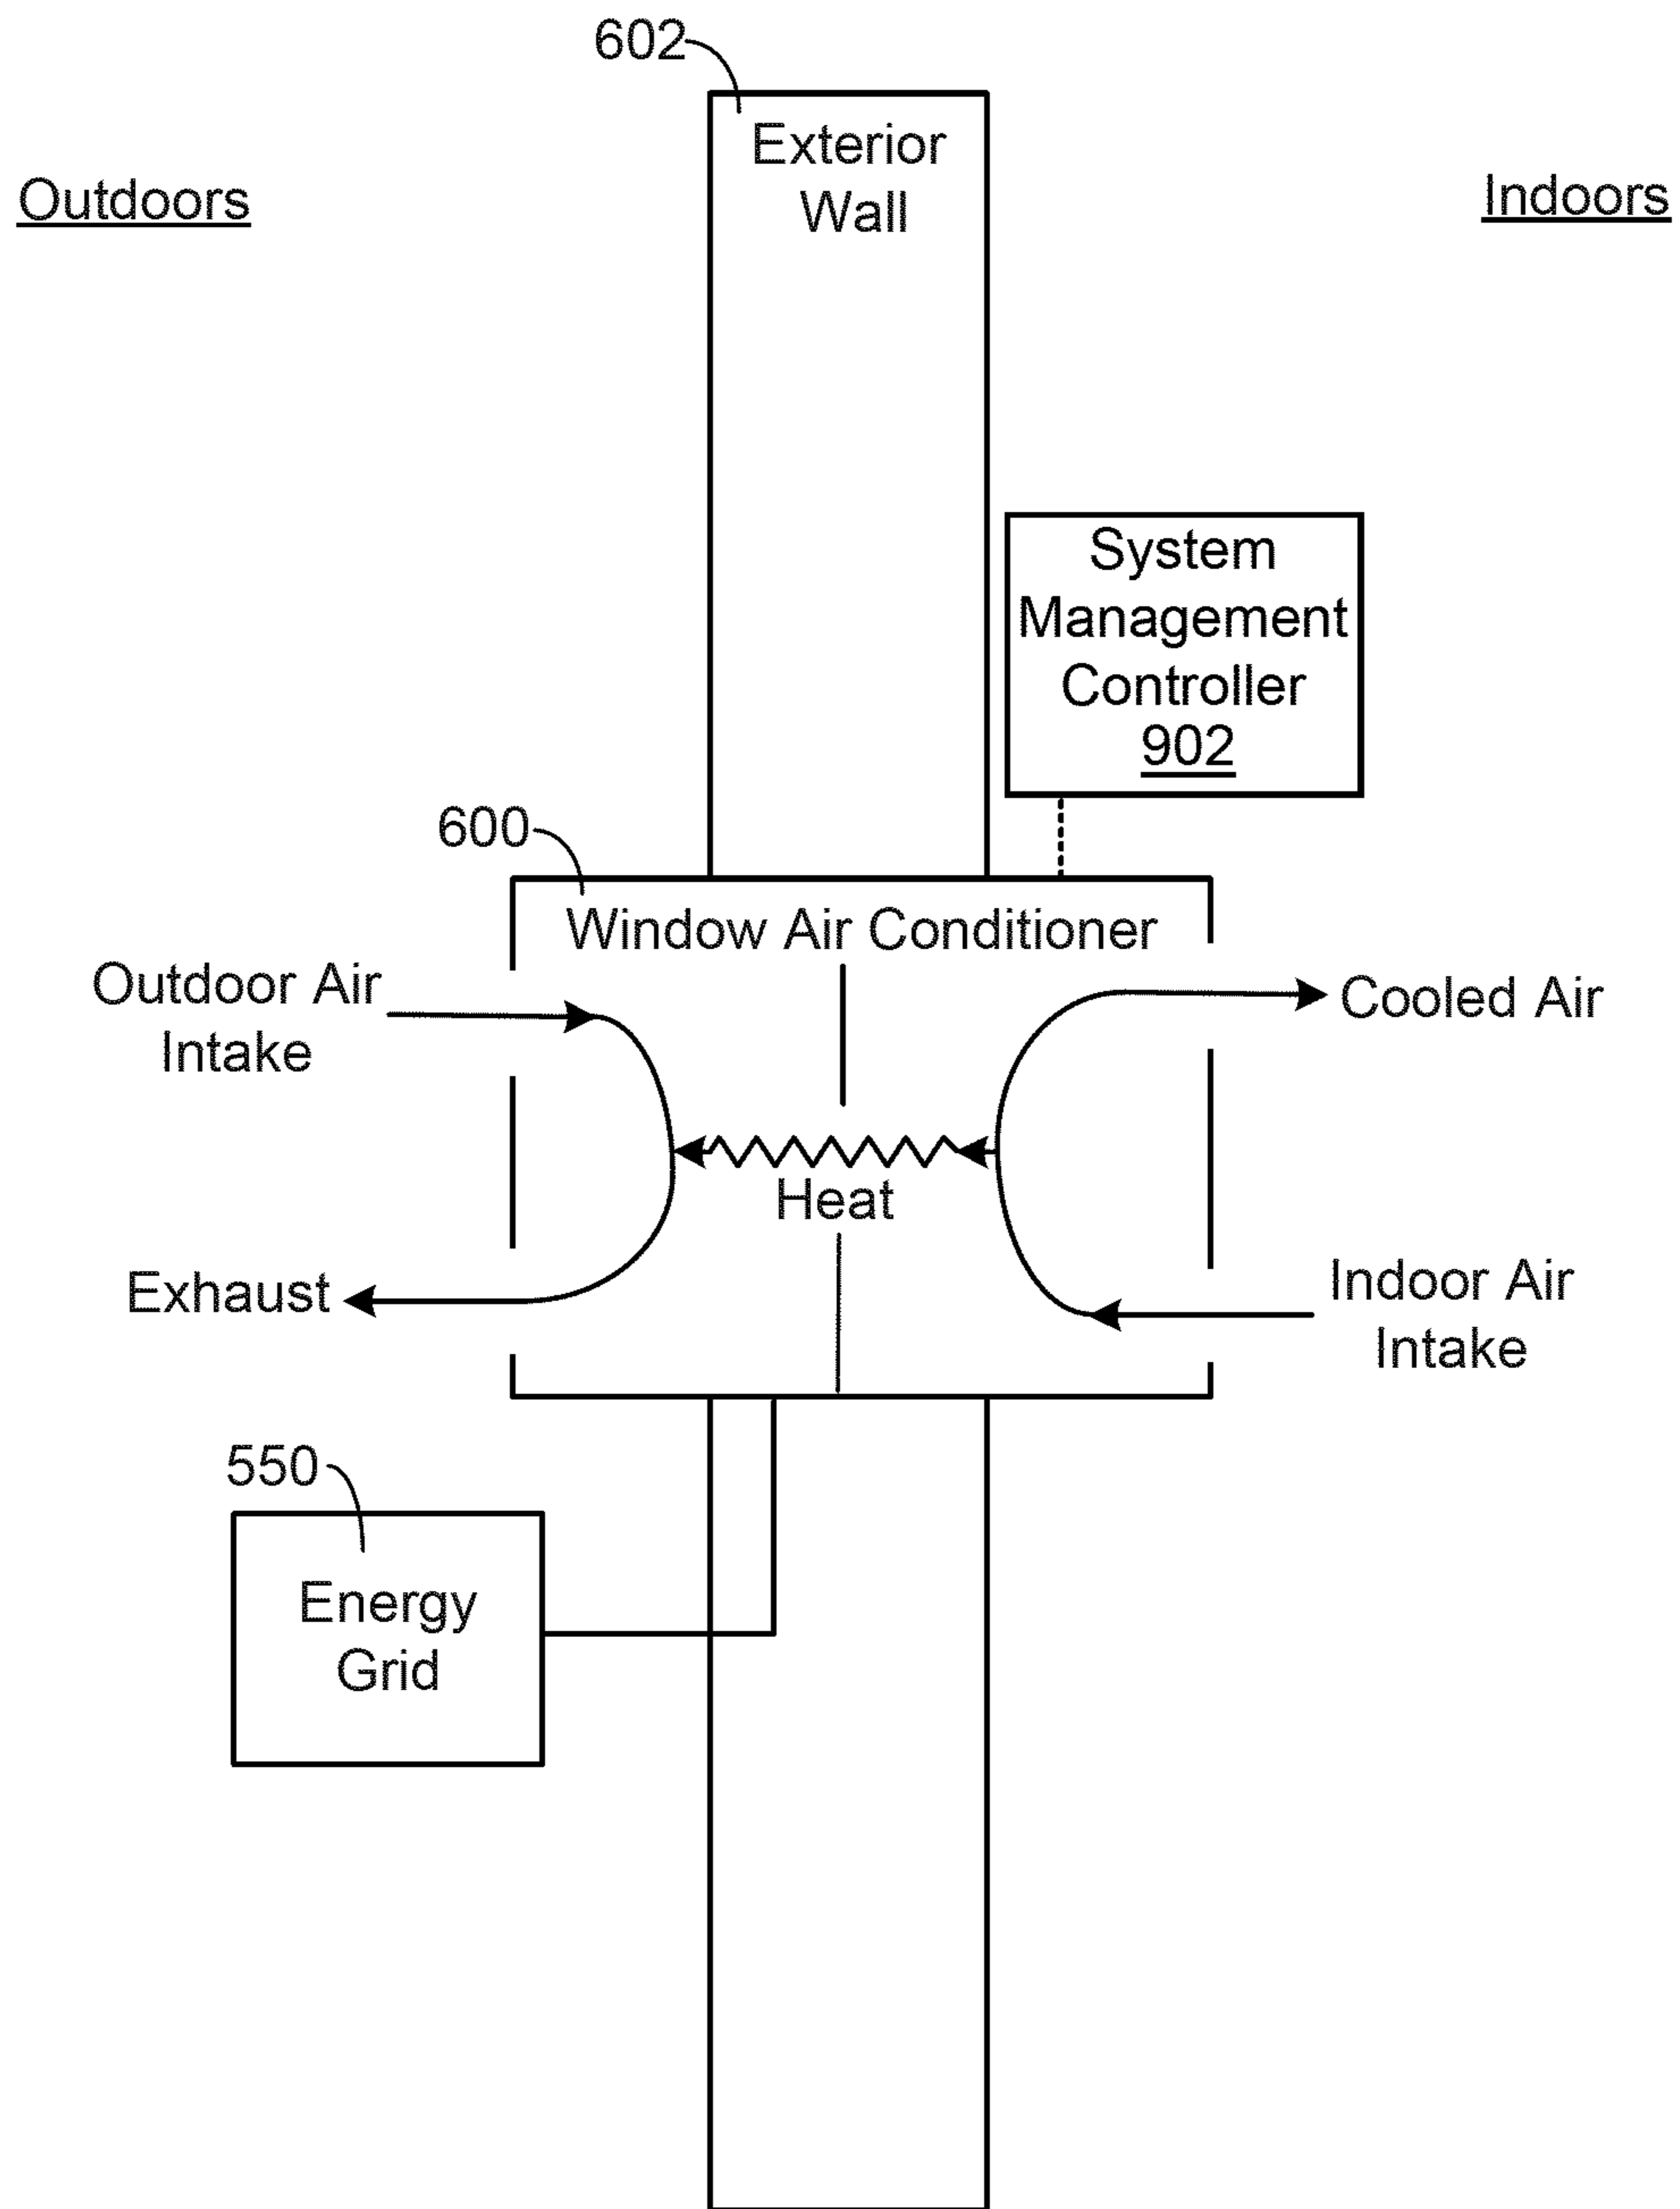 602
Exterior
Wall
Outdoors
Indoors
System
Management
Controller
902
600
Window Air Conditioner
Outdoor Air
Intake
Cooled Air
Heat
Exhaust
Indoor Air
Intake
550
Energy
Grid